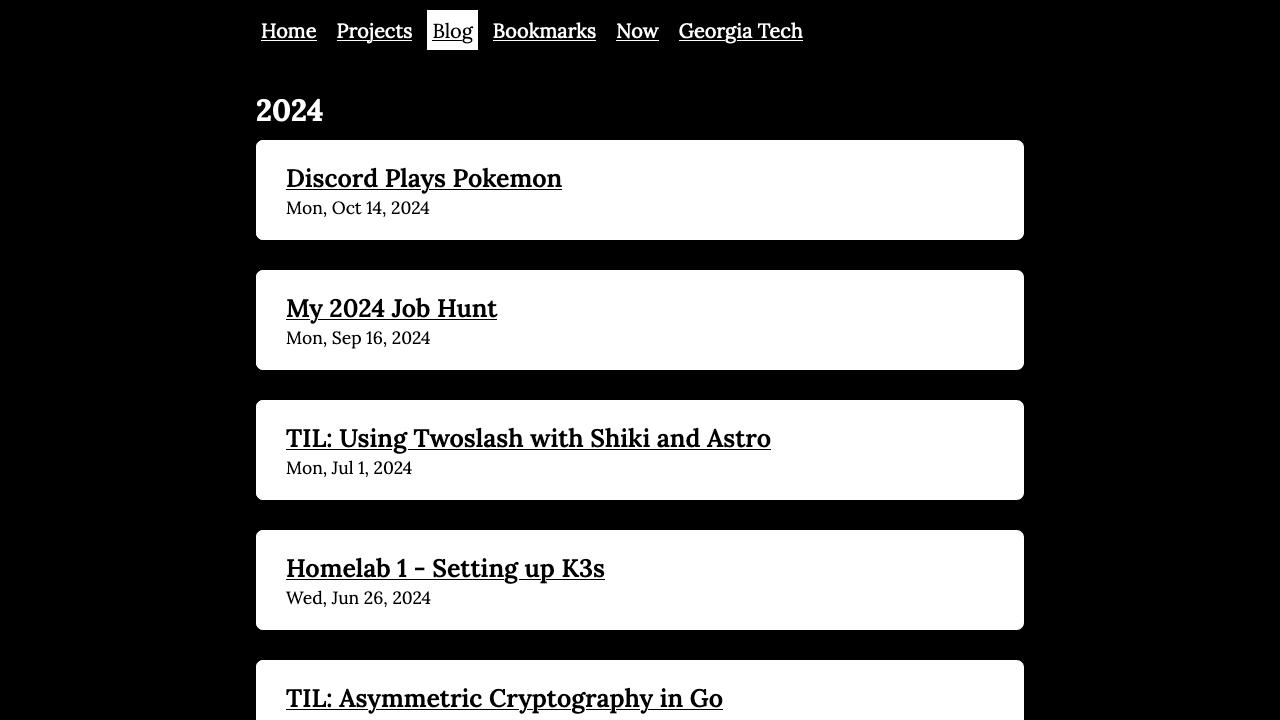 Home Projects Blog Bookmarks Now Georgia Tech
2024
Discord Plays Pokemon
Mon, Oct 14, 2024
My 2024 Job Hunt
Mon, Sep 16, 2024
TIL: Using Twoslash with Shiki and Astro
Mon, Jul 1, 2024
Homelab 1 - Setting up K3s
Wed, Jun 26, 2024
TIL: Asymmetric Cryptography in Go